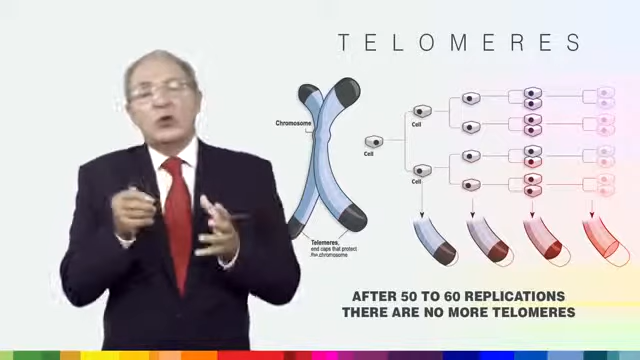 TELOMERES
Chromosome
Cell
Cell
Cell
Telomeres,
end caps that protect
the chromosome.
AFTER 50 TO 60 REPLICATIONS
THERE ARE NO MORE TELOMERES